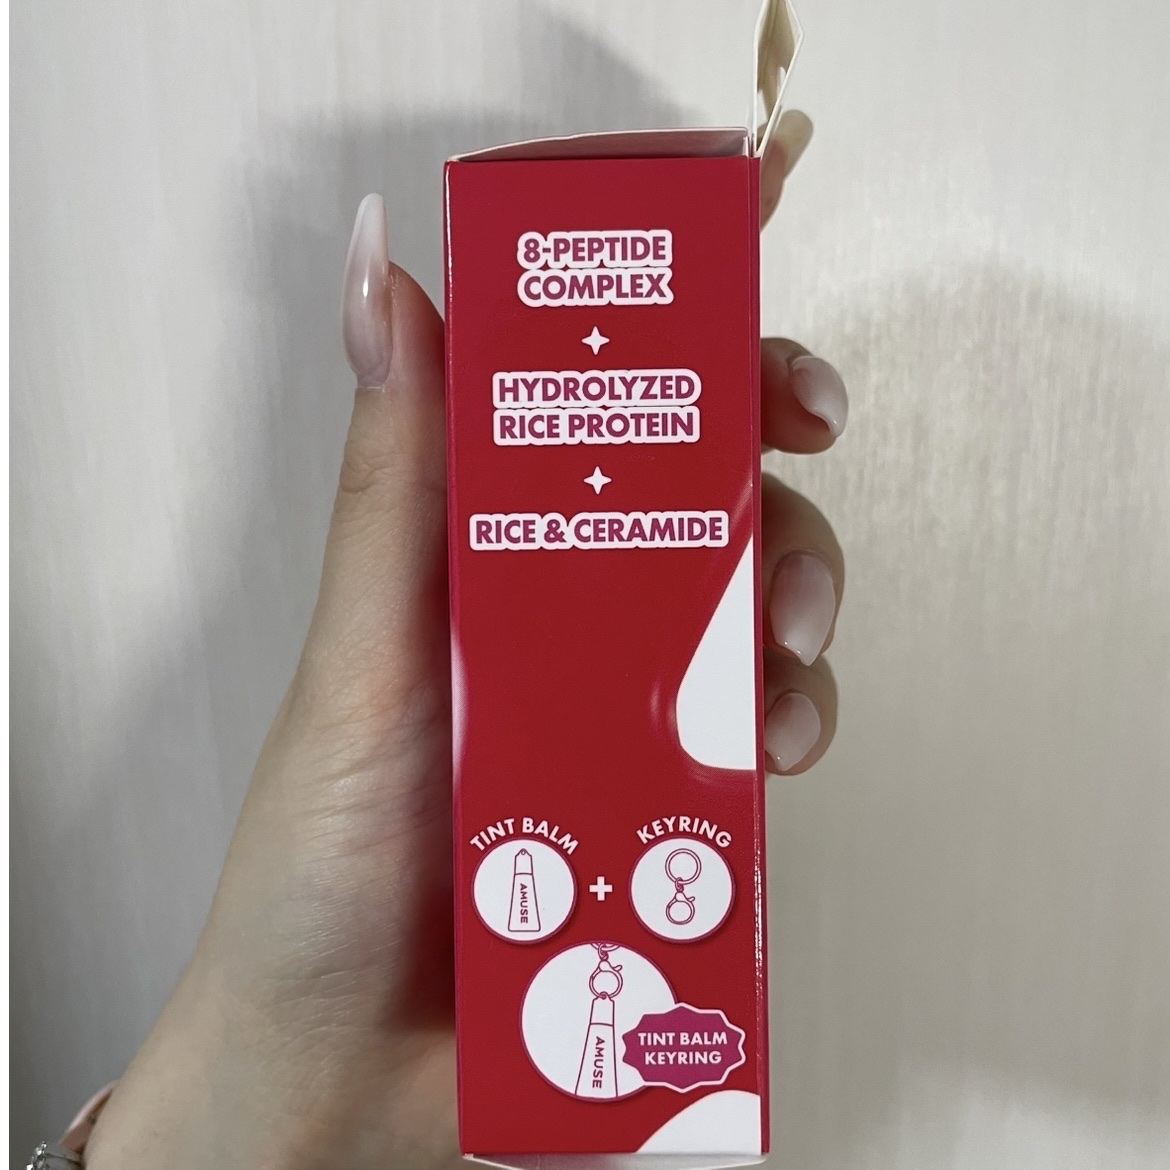 8-PEPTIDE
COMPLEX
HYDROLYZED
RICE PROTEIN
RICE & CERAMIDE
TINT BALM
KEYRING
AMUSE
+
AMUSE
TINT BALM
KEYRING